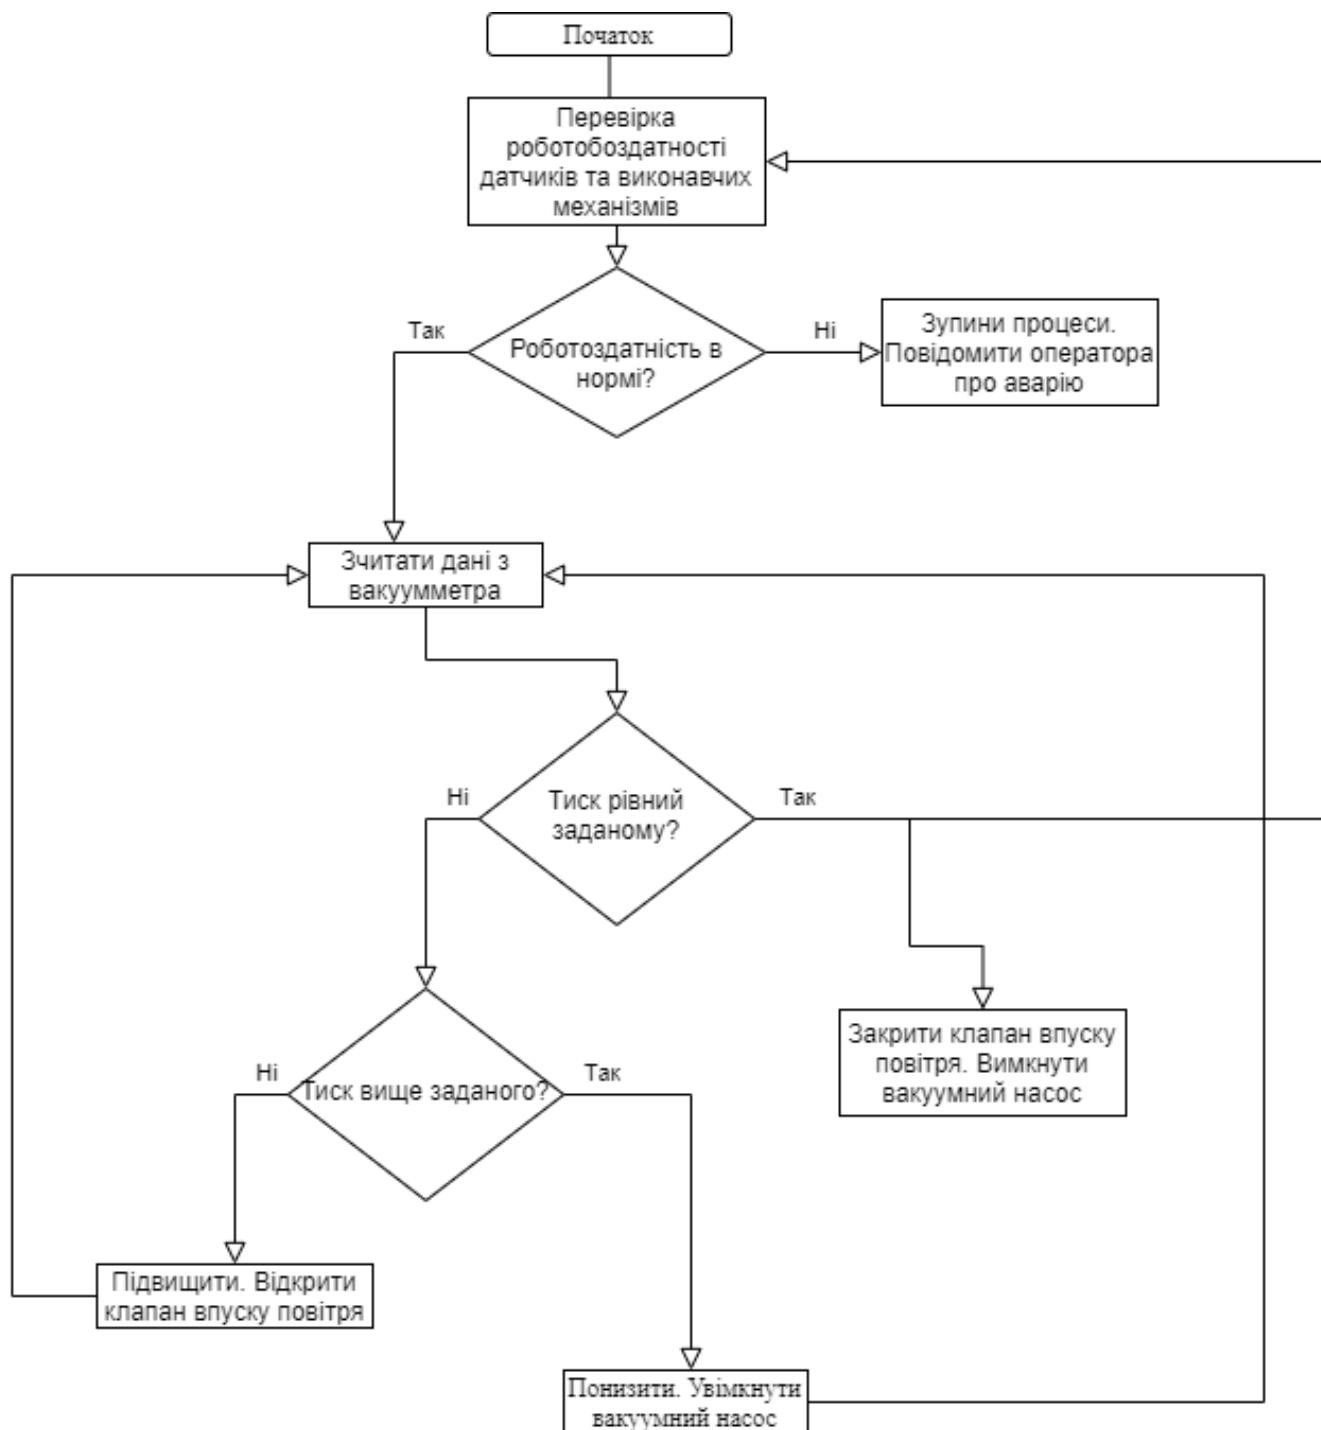 Початок
Перевірка
роботобоздатності
датчиків та виконавчих
механізмів
Так
Роботоздатність в
нормі?
Ні
Зупини процеси.
Повідомити оператора
про аварію
Зчитати дані з
вакуумметра
Ні
Тиск рівний
заданому?
Так
Ні
Тиск вище заданого?
Так
Закрити клапан впуску
повітря. Вимкнути
вакуумний насос
Підвищити. Відкрити
клапан впуску повітря
Понизити. Увімкнути
вакуумний насос